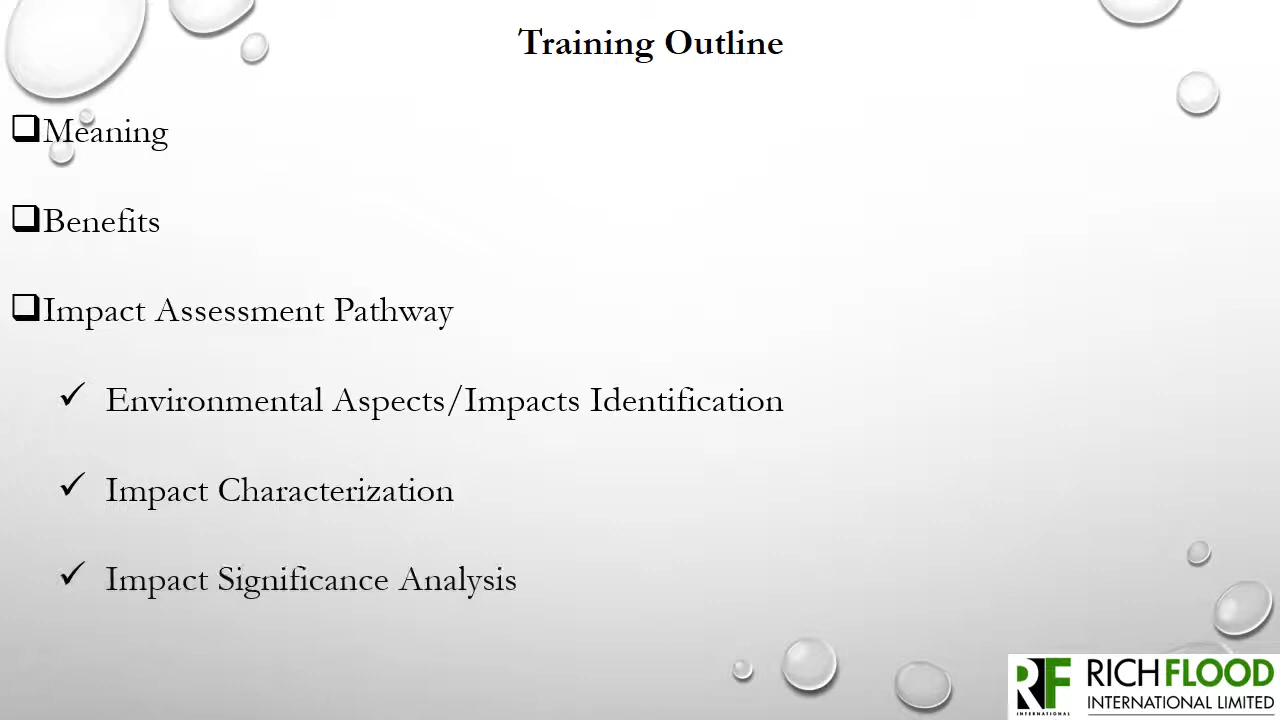 Training Outline
Meaning
Benefits
Impact Assessment Pathway
Environmental Aspects/Impacts Identification
Impact Characterization
Impact Significance Analysis
RF
INTERNATIONAL
RICHFLOOD
INTERNATIONAL LIMITED